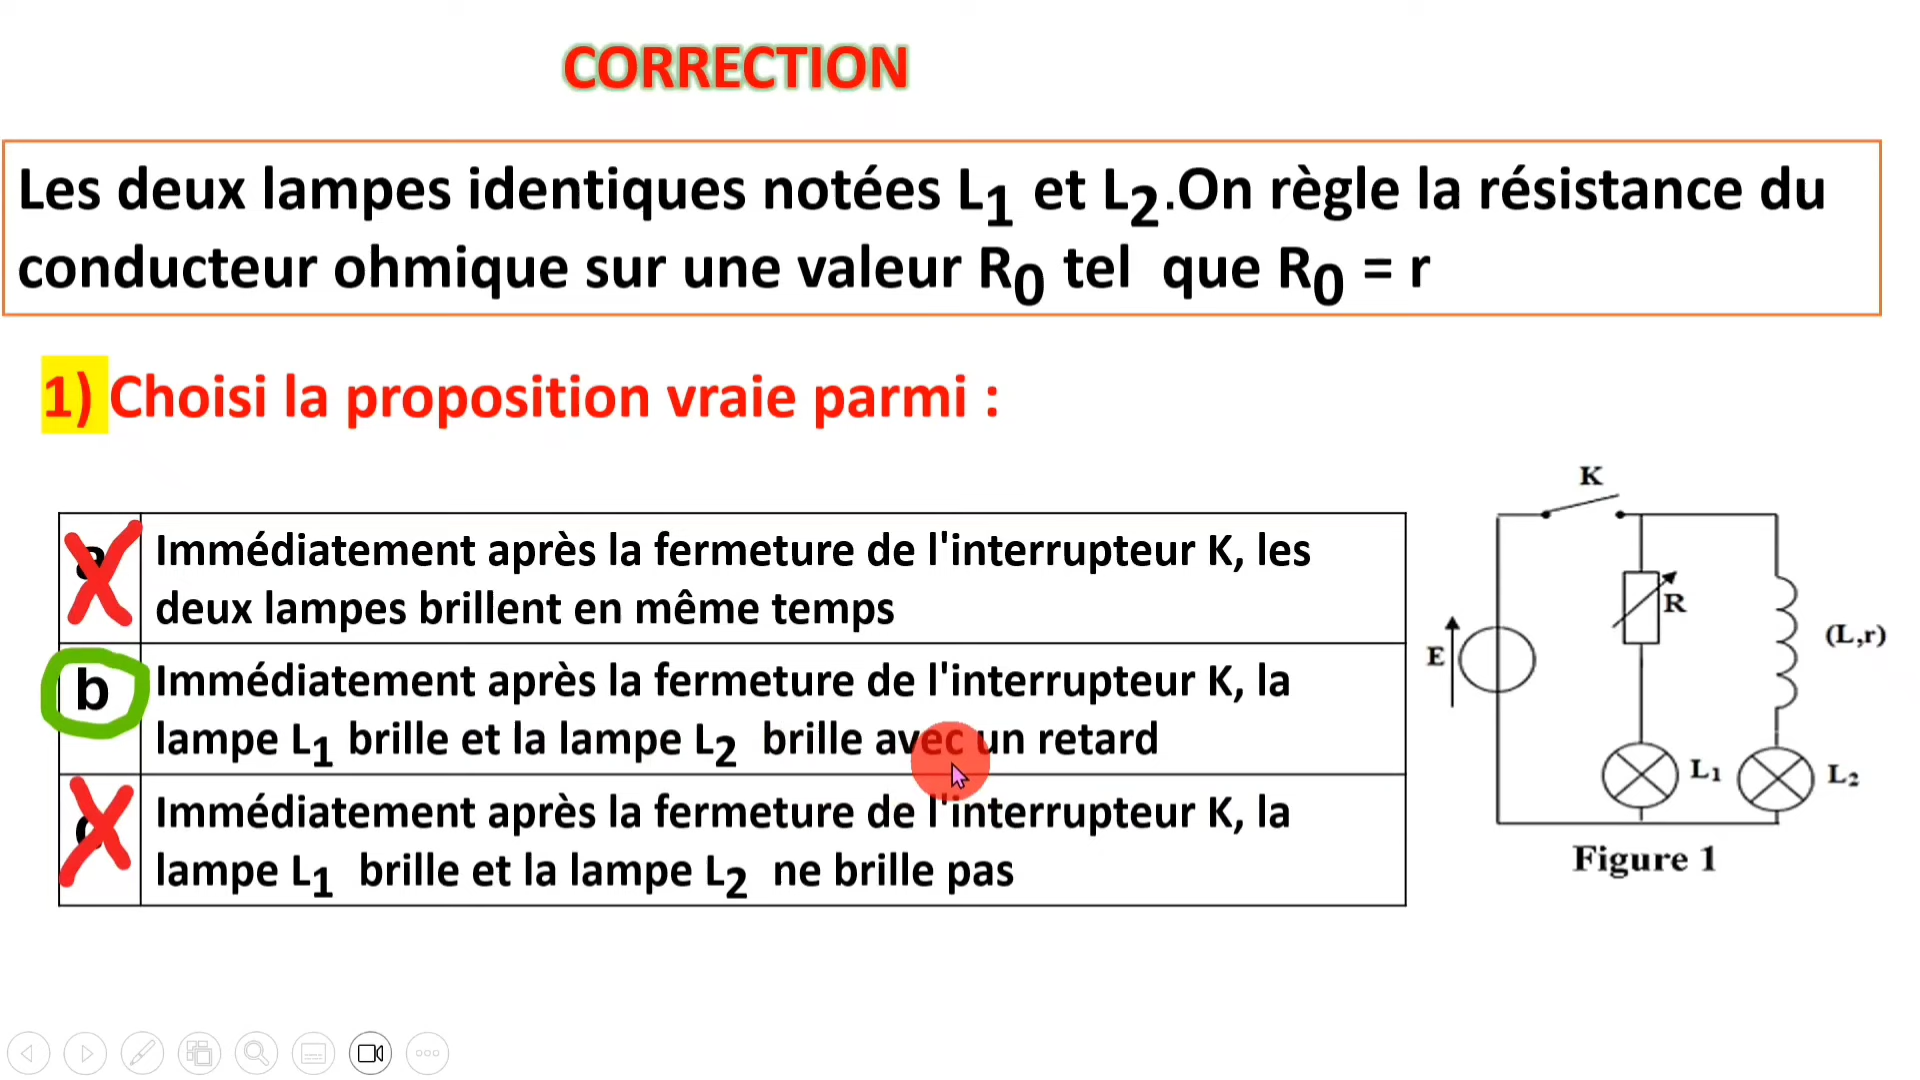 CORRECTION
Les deux lampes identiques notées L1 et L2.On règle la résistance du
conducteur ohmique sur une valeur R0 tel que R0 = r
1) Choisi la proposition vraie parmi :
a
Immédiatement après la fermeture de l'interrupteur K, les
deux lampes brillent en même temps
b
Immédiatement après la fermeture de l'interrupteur K, la
lampe L1 brille et la lampe L2 brille avec un retard
c
Immédiatement après la fermeture de l'interrupteur K, la
lampe L1 brille et la lampe L2 ne brille pas
K
R
(L,r)
E
L1
L2
Figure 1